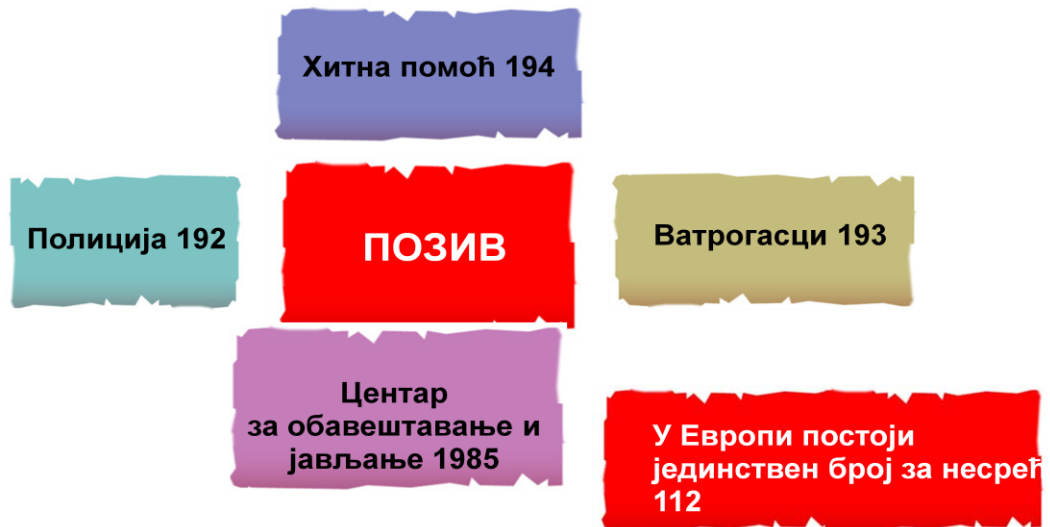 Хитна помоћ 194
Полиција 192
ПОЗИВ
Ватрогасци 193
Центар
за обавештавање и
јављање 1985
У Европи постоји
јединствен број за несрећ
112